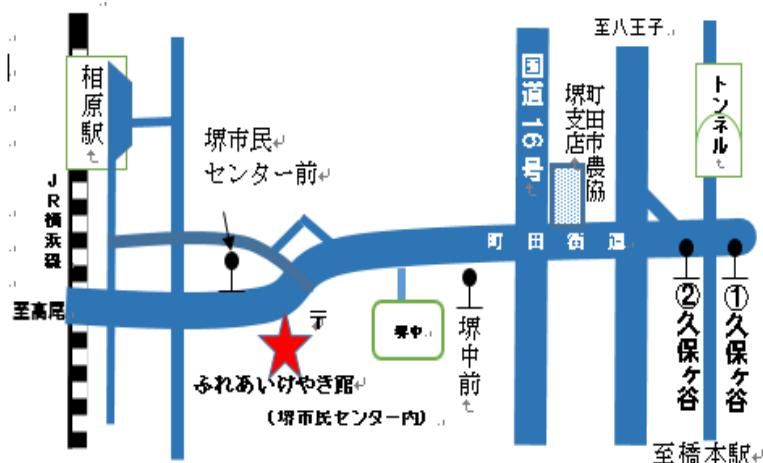 至八王子
相原駅
国道16号
町田市農協
堺支店
トンネル
堺市民
センター前
JR横浜線
町田街道
至高尾
〒
堺中
堺中前
②久保ヶ谷
①久保ヶ谷
ふれあいけやき館
(堺市民センター内)
至橋本駅